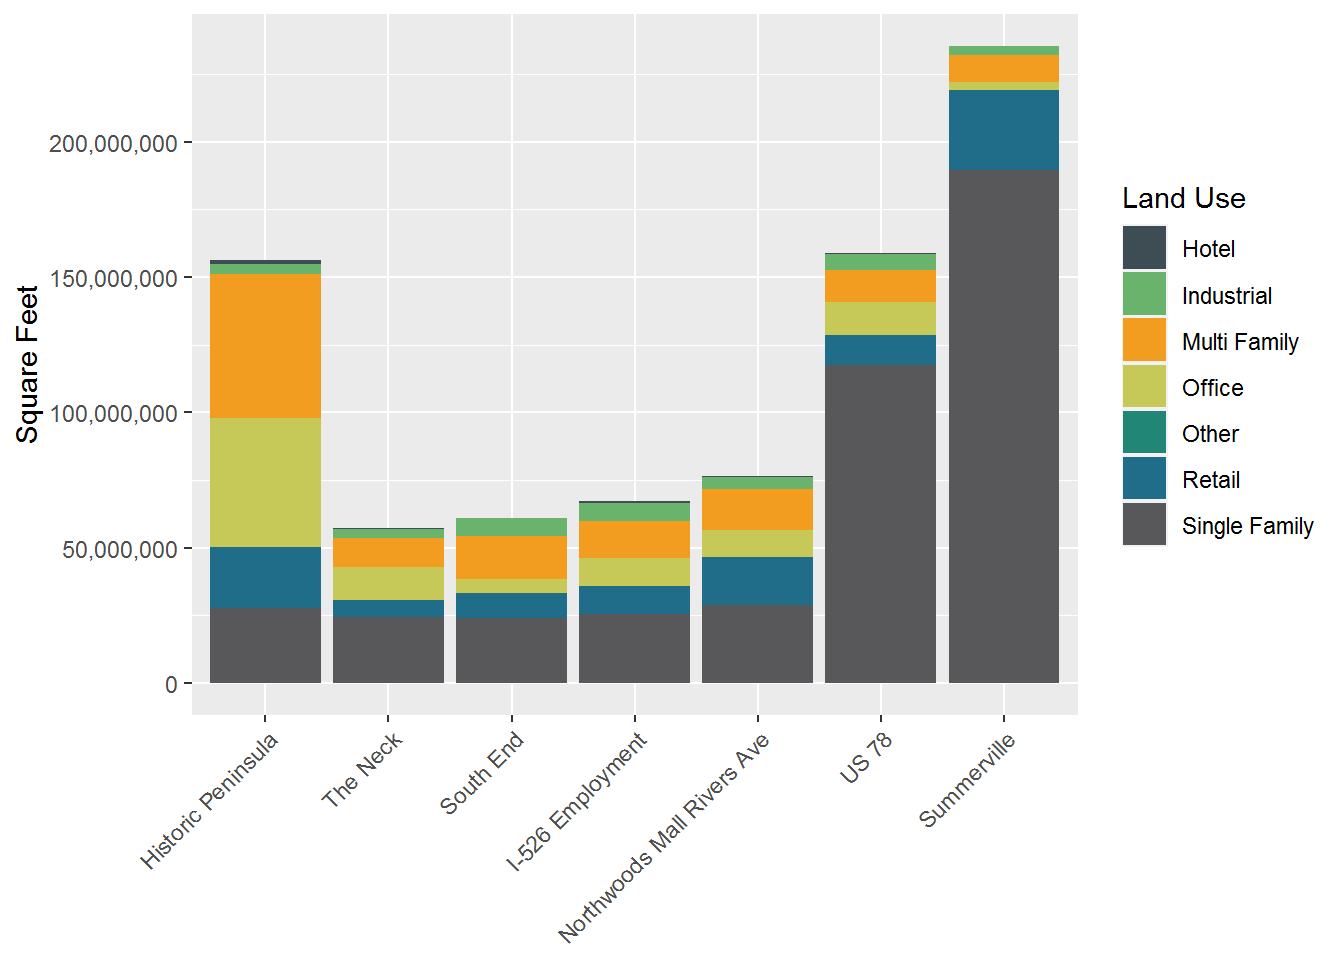 Square Feet
200,000,000
150,000,000
100,000,000
50,000,000
0
Historic Peninsula
The Neck
South End
I-526 Employment
Northwoods Mall Rivers Ave
US 78
Summerville
Land Use
Hotel
Industrial
Multi Family
Office
Other
Retail
Single Family